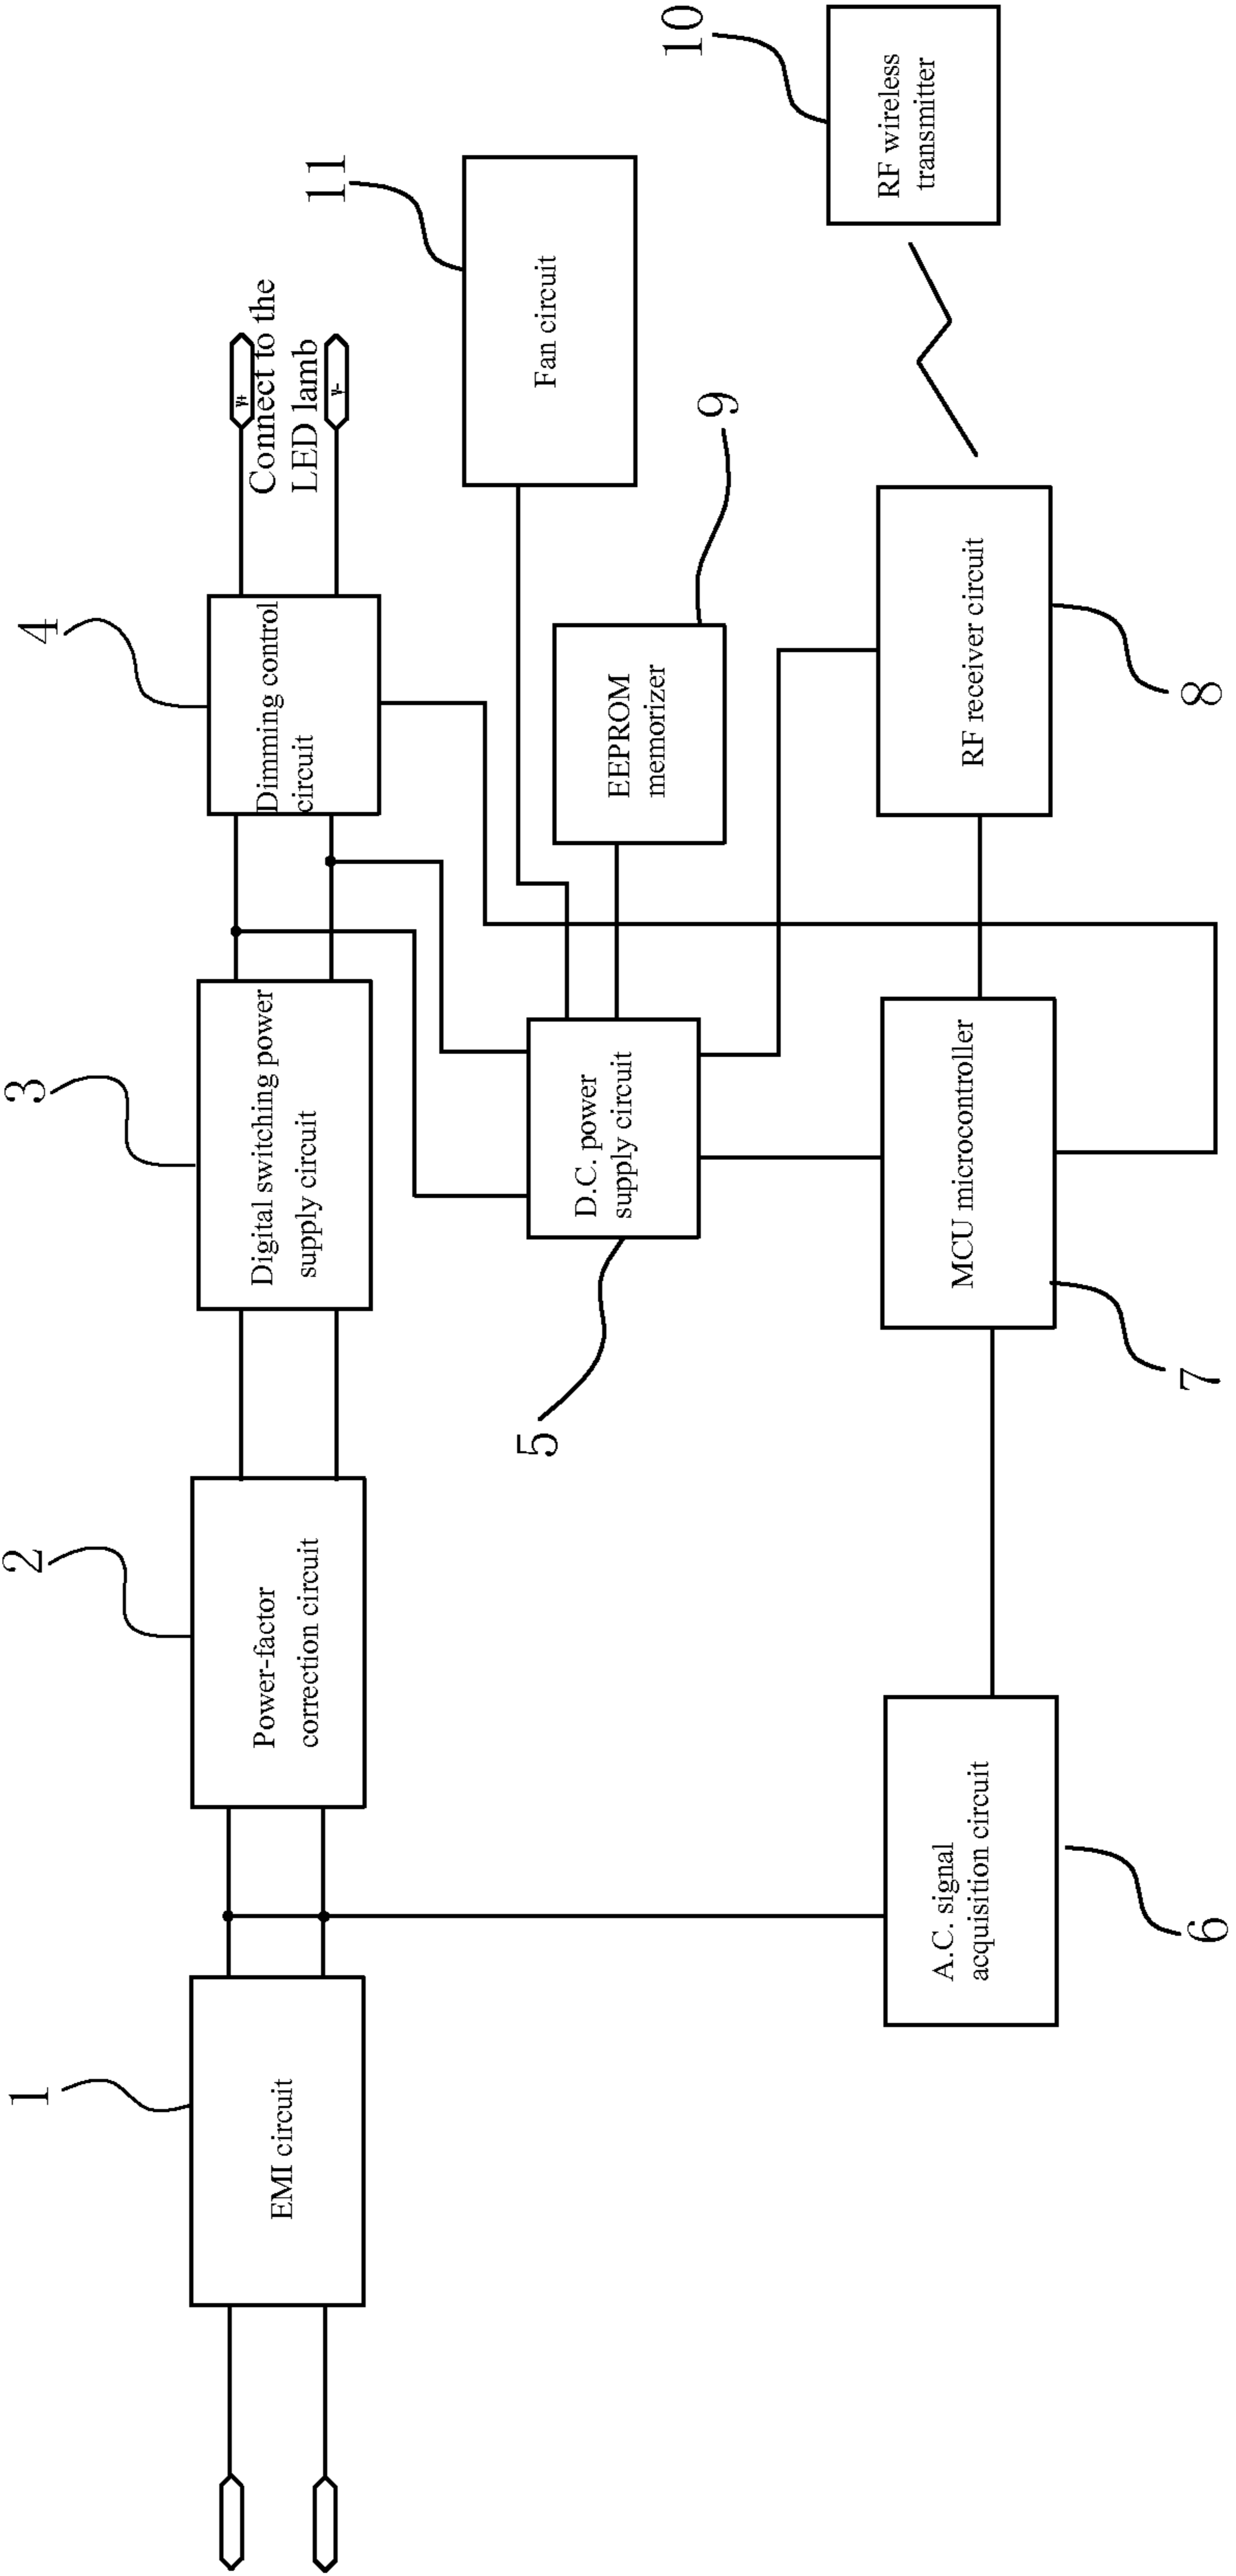 1
EMI circuit
2
Power-factor
correction circuit
3
Digital switching power
supply circuit
4
Dimming control
circuit
V+
Connect to the
LED lamb
V-
5
D.C. power
supply circuit
EEPROM
memorizer
9
11
Fan circuit
6
A.C. signal
acquisition circuit
7
MCU microcontroller
8
RF receiver circuit
10
RF wireless
transmitter